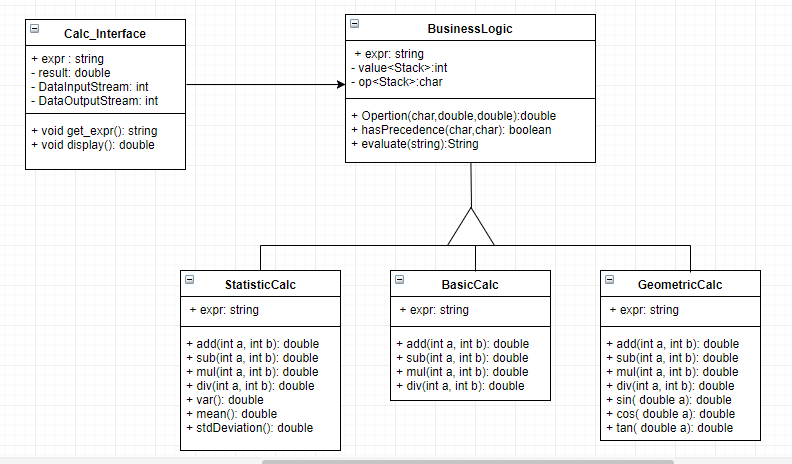 Calc_Interface
+ expr : string
- result: double
- DataInputStream: int
- DataOutputStream: int
+ void get_expr(): string
+ void display(): double
BusinessLogic
+ expr: string
- value<Stack>:int
- op<Stack>:char
+ Opertion(char,double,double):double
+ hasPrecedence(char,char): boolean
+ evaluate(string):String
StatisticCalc
+ expr: string
+ add(int a, int b): double
+ sub(int a, int b): double
+ mul(int a, int b): double
+ div(int a, int b): double
+ var(): double
+ mean(): double
+ stdDeviation(): double
BasicCalc
+ expr: string
+ add(int a, int b): double
+ sub(int a, int b): double
+ mul(int a, int b): double
+ div(int a, int b): double
GeometricCalc
+ expr: string
+ add(int a, int b): double
+ sub(int a, int b): double
+ mul(int a, int b): double
+ div(int a, int b): double
+ sin( double a): double
+ cos( double a): double
+ tan( double a): double